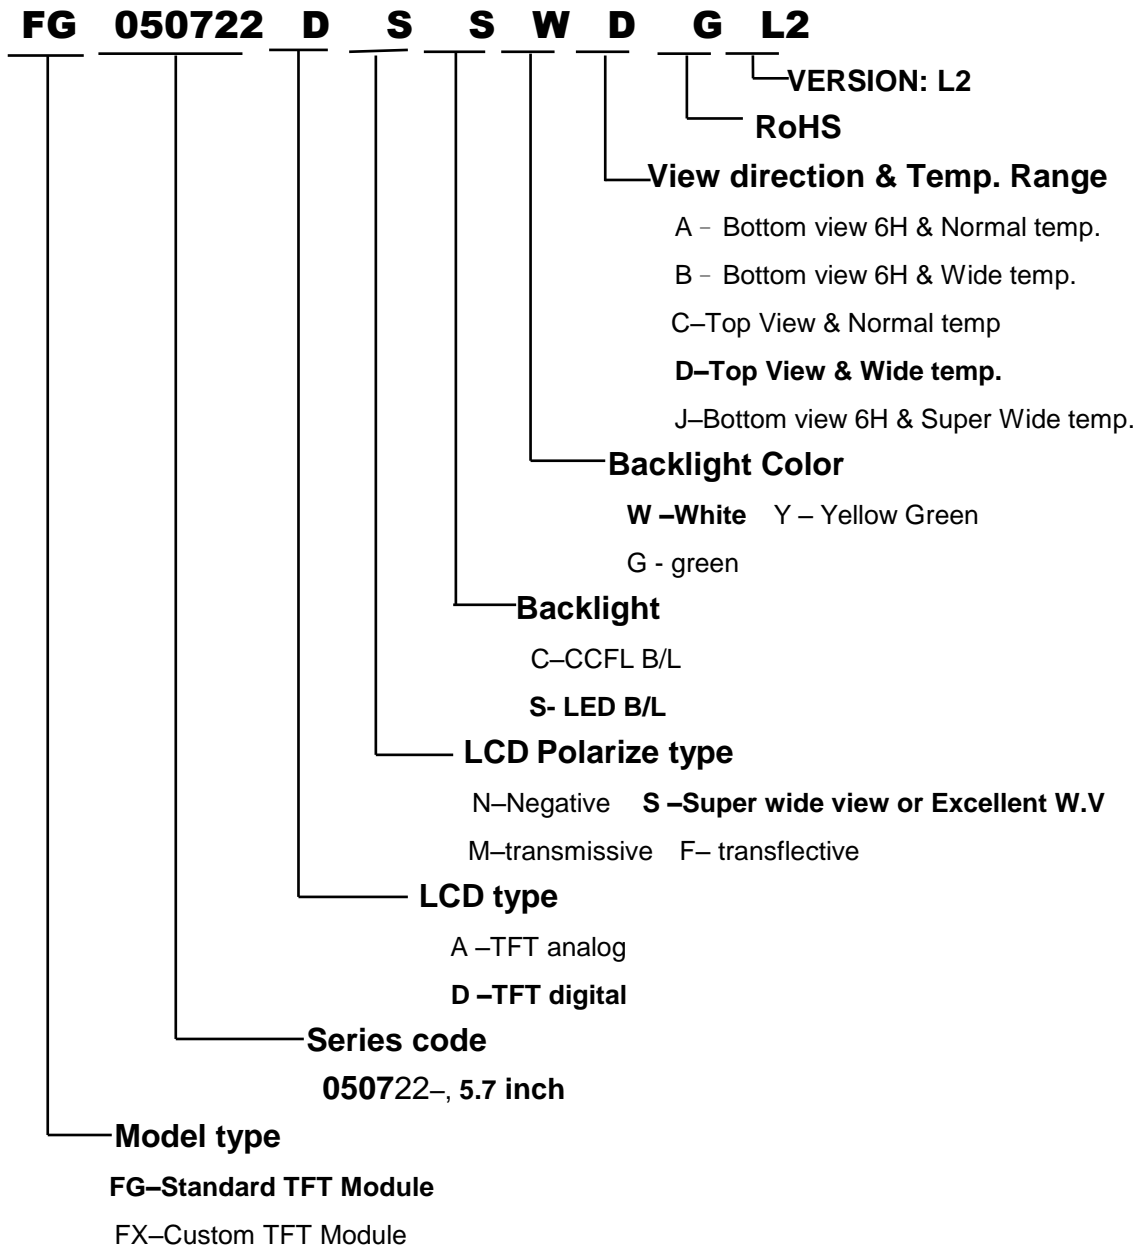 FG 050722 D S S W D G L2
VERSION: L2
RoHS
View direction & Temp. Range
A – Bottom view 6H & Normal temp.
B – Bottom view 6H & Wide temp.
C–Top View & Normal temp
D–Top View & Wide temp.
J–Bottom view 6H & Super Wide temp.
Backlight Color
W –White Y – Yellow Green
G - green
Backlight
C–CCFL B/L
S- LED B/L
LCD Polarize type
N–Negative S –Super wide view or Excellent W.V
M–transmissive F– transflective
LCD type
A –TFT analog
D –TFT digital
Series code
050722–, 5.7 inch
Model type
FG–Standard TFT Module
FX–Custom TFT Module